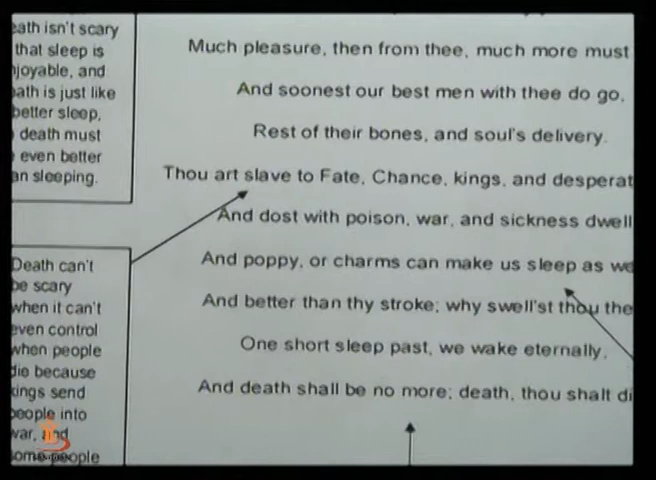 ath isn't scary
that sleep is
joyable, and
ath is just like
better sleep,
death must
even better
an sleeping.
Much pleasure, then from thee, much more must
And soonest our best men with thee do go,
Rest of their bones, and soul's delivery.
Thou art slave to Fate, Chance, kings, and desperat
And dost with poison, war, and sickness dwell
And poppy, or charms can make us sleep as we
And better than thy stroke; why swell'st thou the
One short sleep past, we wake eternally,
And death shall be no more; death, thou shalt di
Death can't
be scary
when it can't
even control
when people
die because
kings send
people into
war, and
some people